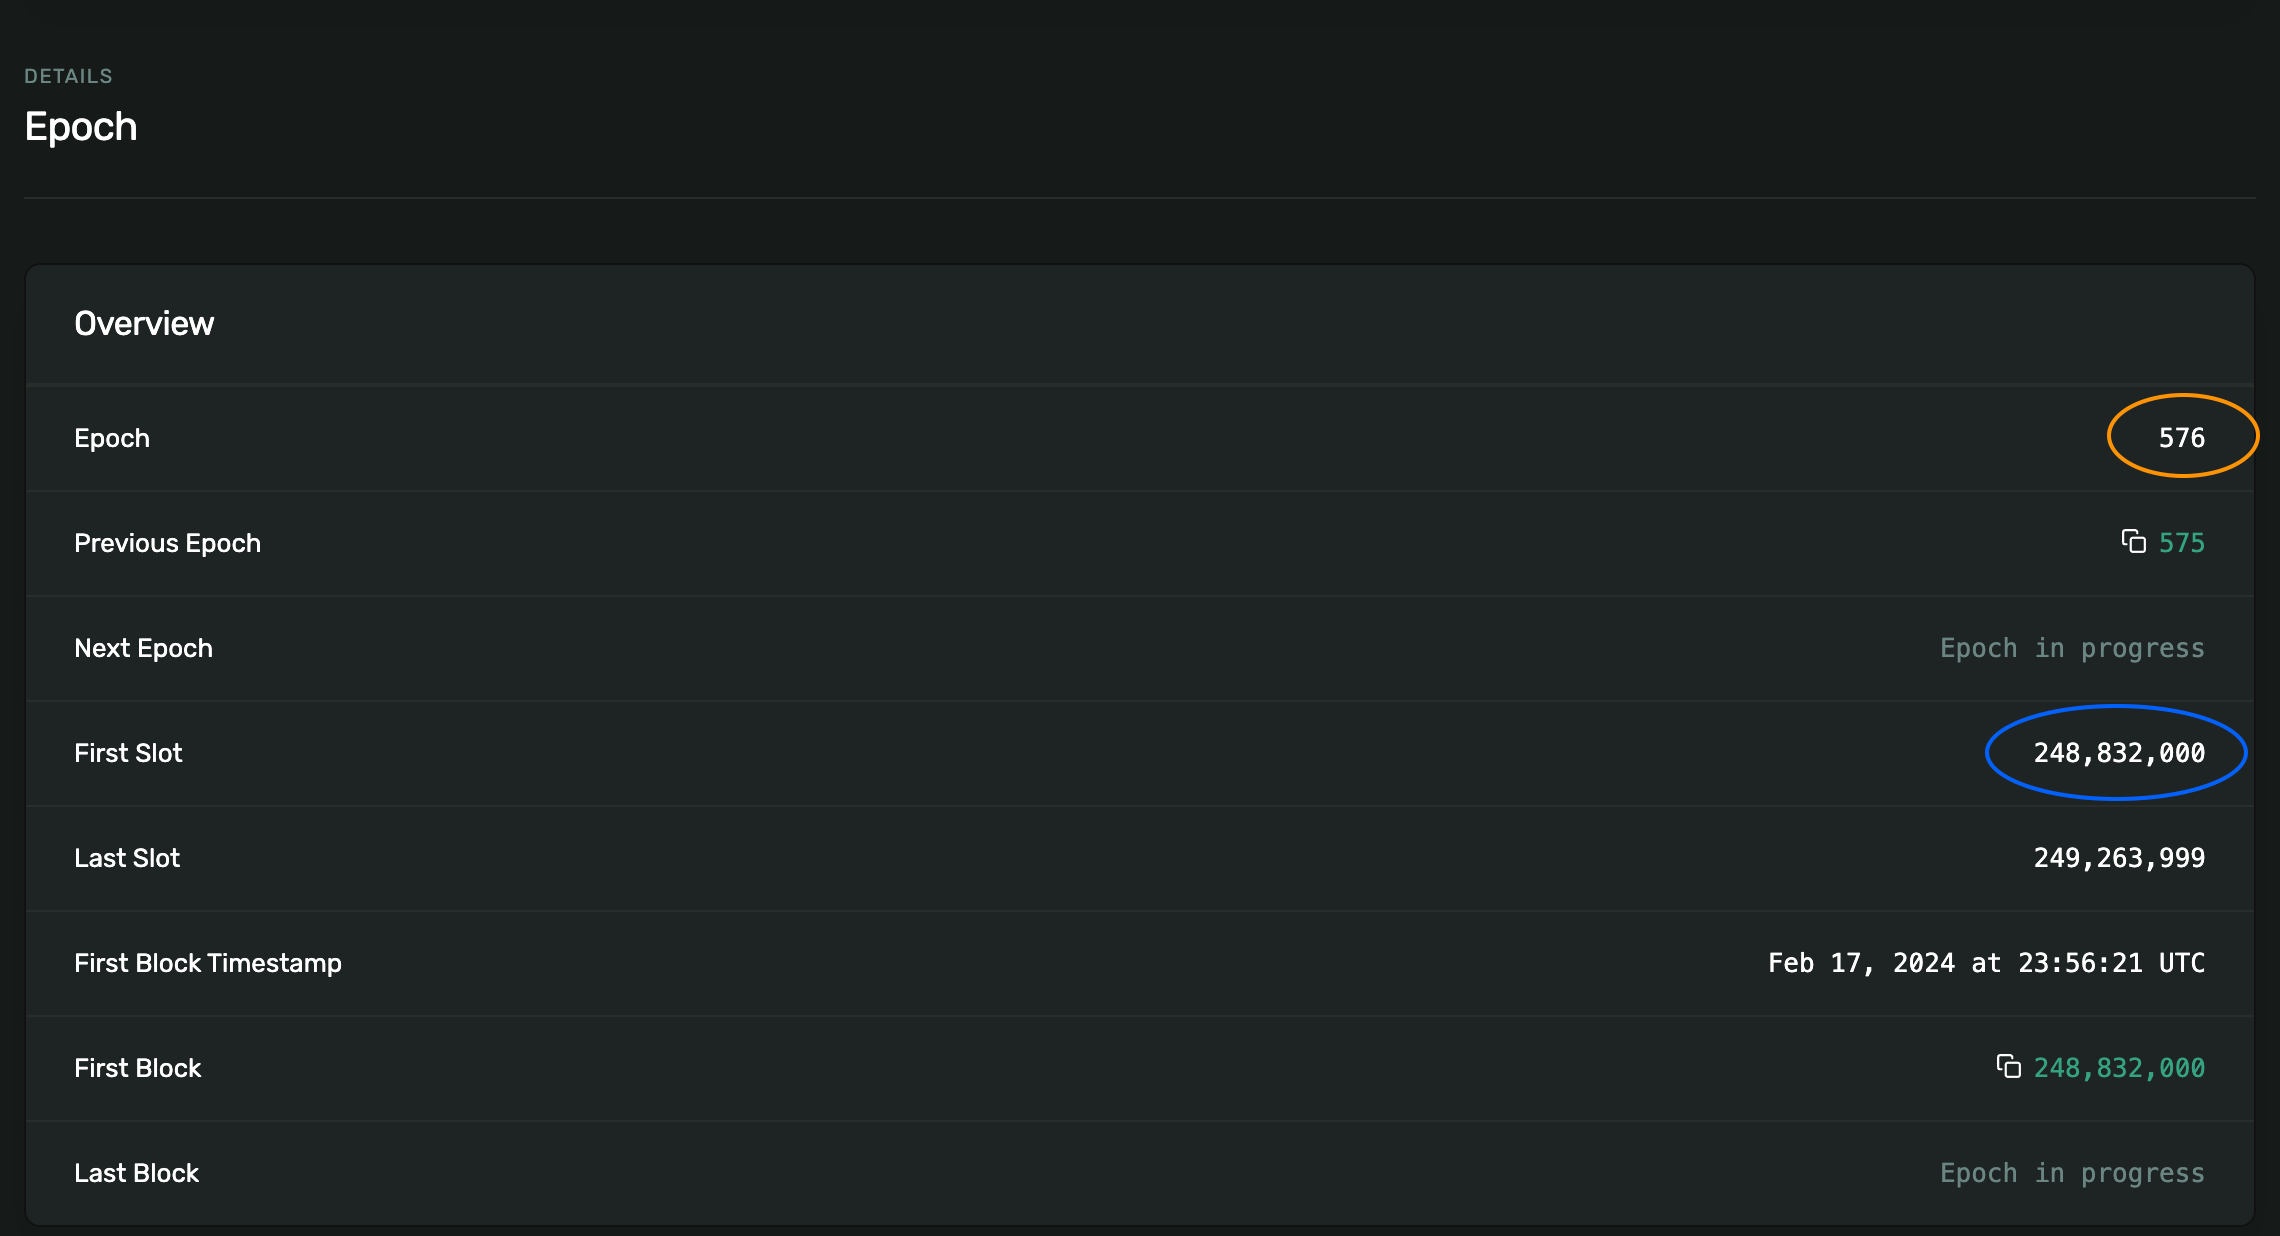 DETAILS
Epoch
Overview
Epoch 576
Previous Epoch 575
Next Epoch Epoch in progress
First Slot 248,832,000
Last Slot 249,263,999
First Block Timestamp Feb 17, 2024 at 23:56:21 UTC
First Block 248,832,000
Last Block Epoch in progress